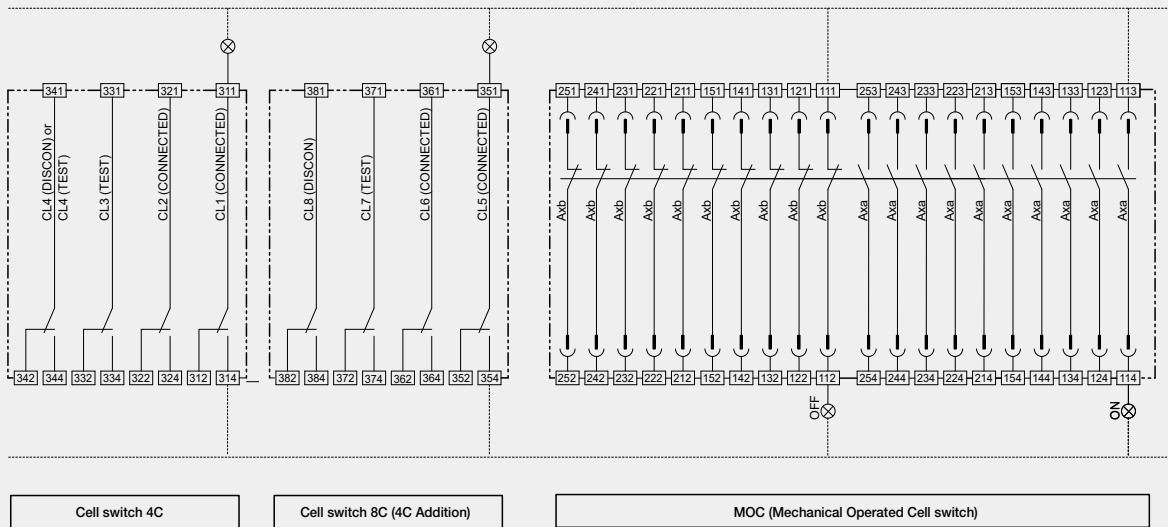 341 331 321 311 381 371 361 351 251 241 231 221 211 151 141 131 121 111 253 243 233 223 213 153 143 133 123 113
CL4 (DISCON) or
CL4 (TEST)
CL3 (TEST)
CL2 (CONNECTED)
CL1 (CONNECTED)
CL8 (DISCON)
CL7 (TEST)
CL6 (CONNECTED)
CL5 (CONNECTED)
Axb Axb Axb Axb Axb Axb Axb Axb Axb Axb Axa Axa Axa Axa Axa Axa Axa Axa Axa Axa
342 344 332 334 322 324 312 314 382 384 372 374 362 364 352 354 252 242 232 222 212 152 142 132 122 112 254 244 234 224 214 154 144 134 124 114
OFF
ON
Cell switch 4C
Cell switch 8C (4C Addition)
MOC (Mechanical Operated Cell switch)